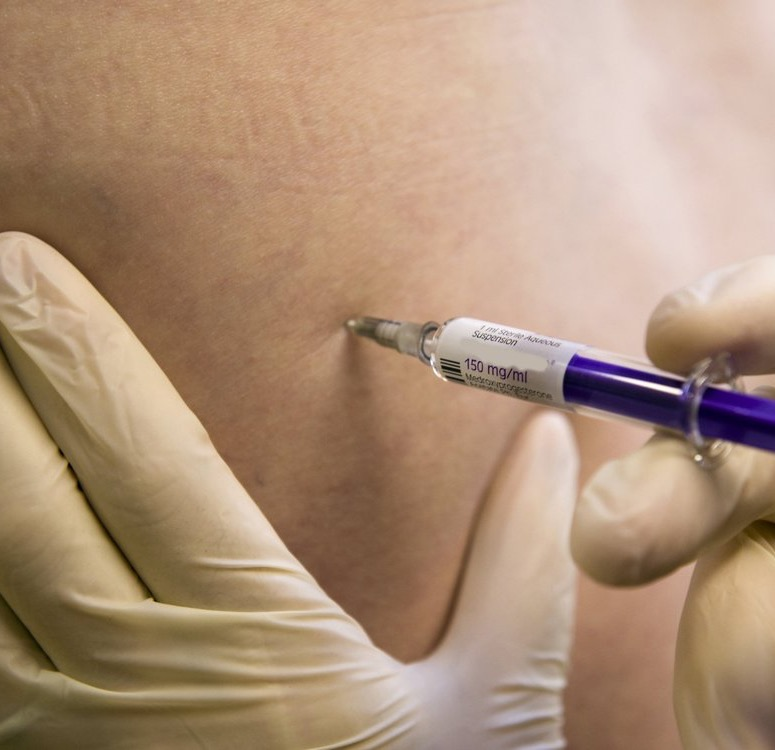 1 ml Sterile Aqueous
Suspension
150 mg/ml
Medroxyprogesterone